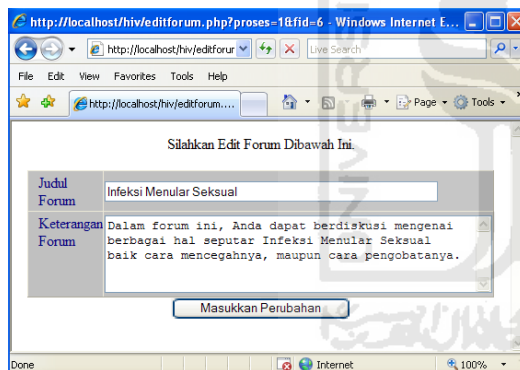 http://localhost/hiv/editforum.php?proses=1&fid=6 - Windows Internet E...
http://localhost/hiv/editforur
Live Search
File Edit View Favorites Tools Help
http://localhost/hiv/editforum....
Page Tools
Silahkan Edit Forum Dibawah Ini.
Judul
Forum
Infeksi Menular Seksual
Keterangan
Forum
Dalam forum ini, Anda dapat berdiskusi mengenai
berbagai hal seputar Infeksi Menular Seksual
baik cara mencegahnya, maupun cara pengobatanya.
Masukkan Perubahan
Done
Internet
100%